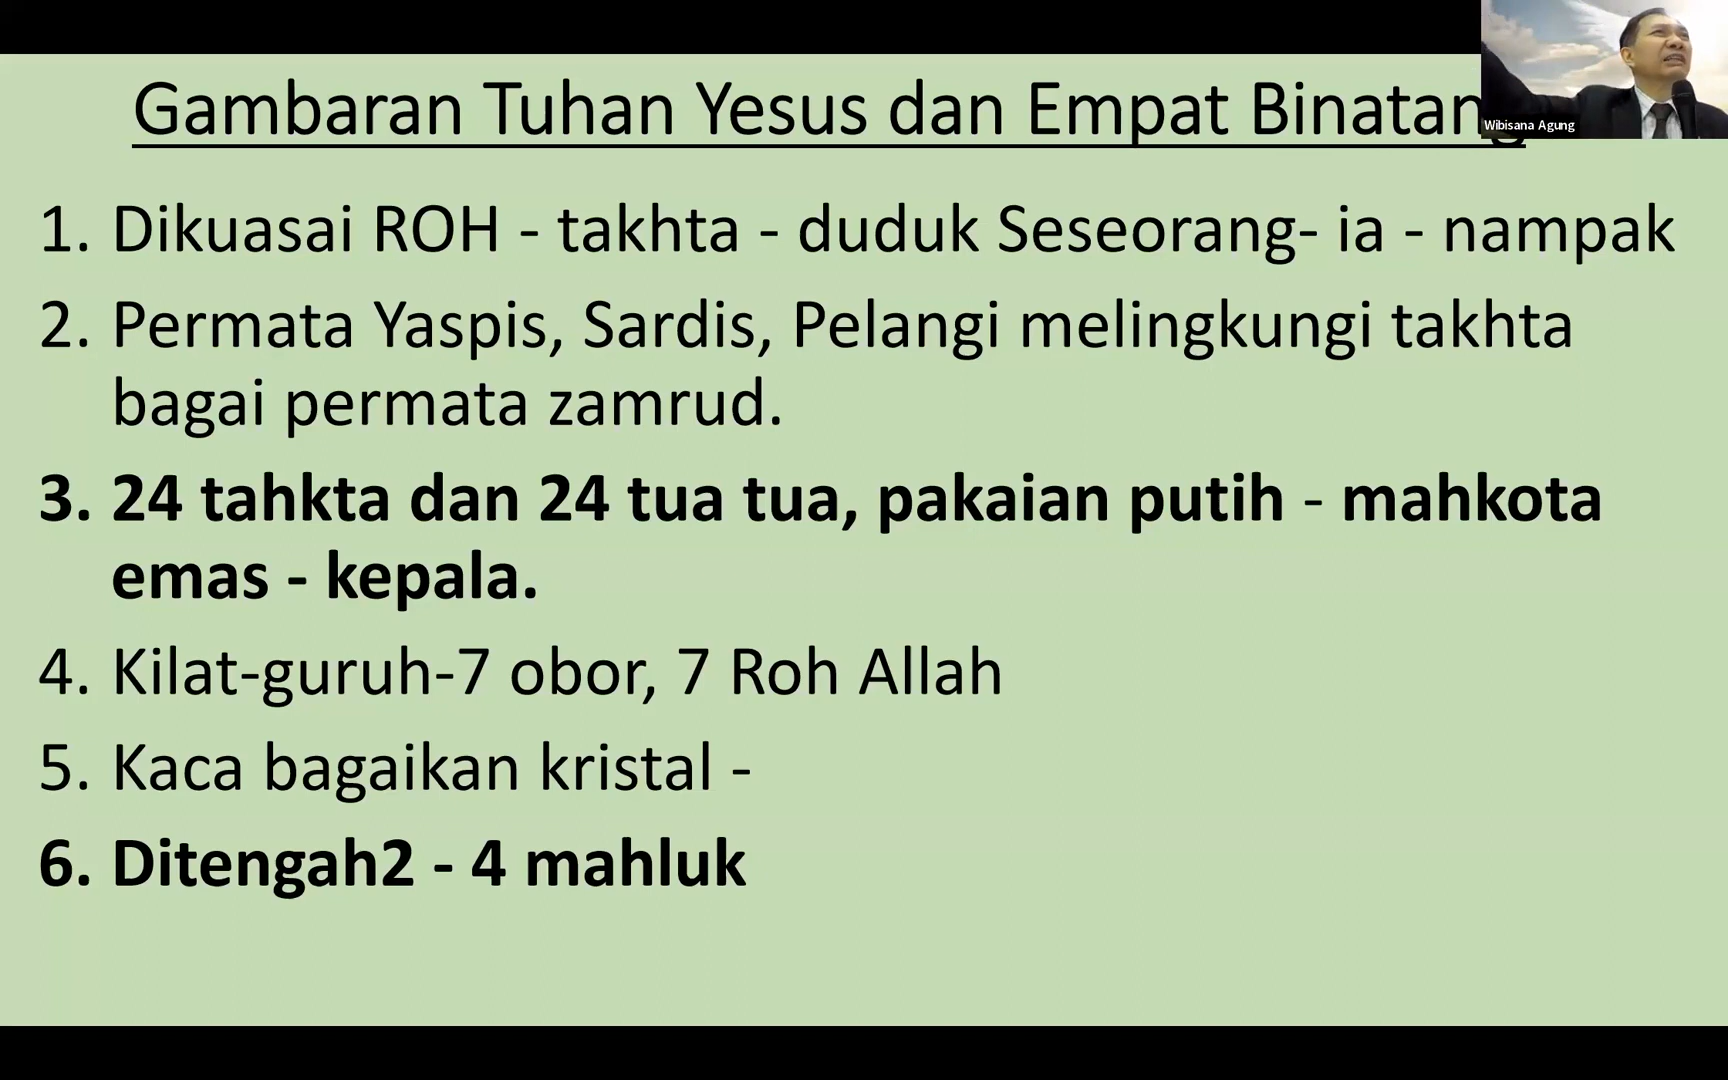 Gambaran Tuhan Yesus dan Empat Binatang
Wibisana Agung
1. Dikuasai ROH - takhta - duduk Seseorang- ia - nampak
2. Permata Yaspis, Sardis, Pelangi melingkungi takhta
bagai permata zamrud.
3. 24 tahkta dan 24 tua tua, pakaian putih - mahkota
emas - kepala.
4. Kilat-guruh-7 obor, 7 Roh Allah
5. Kaca bagaikan kristal -
6. Ditengah2 - 4 mahluk